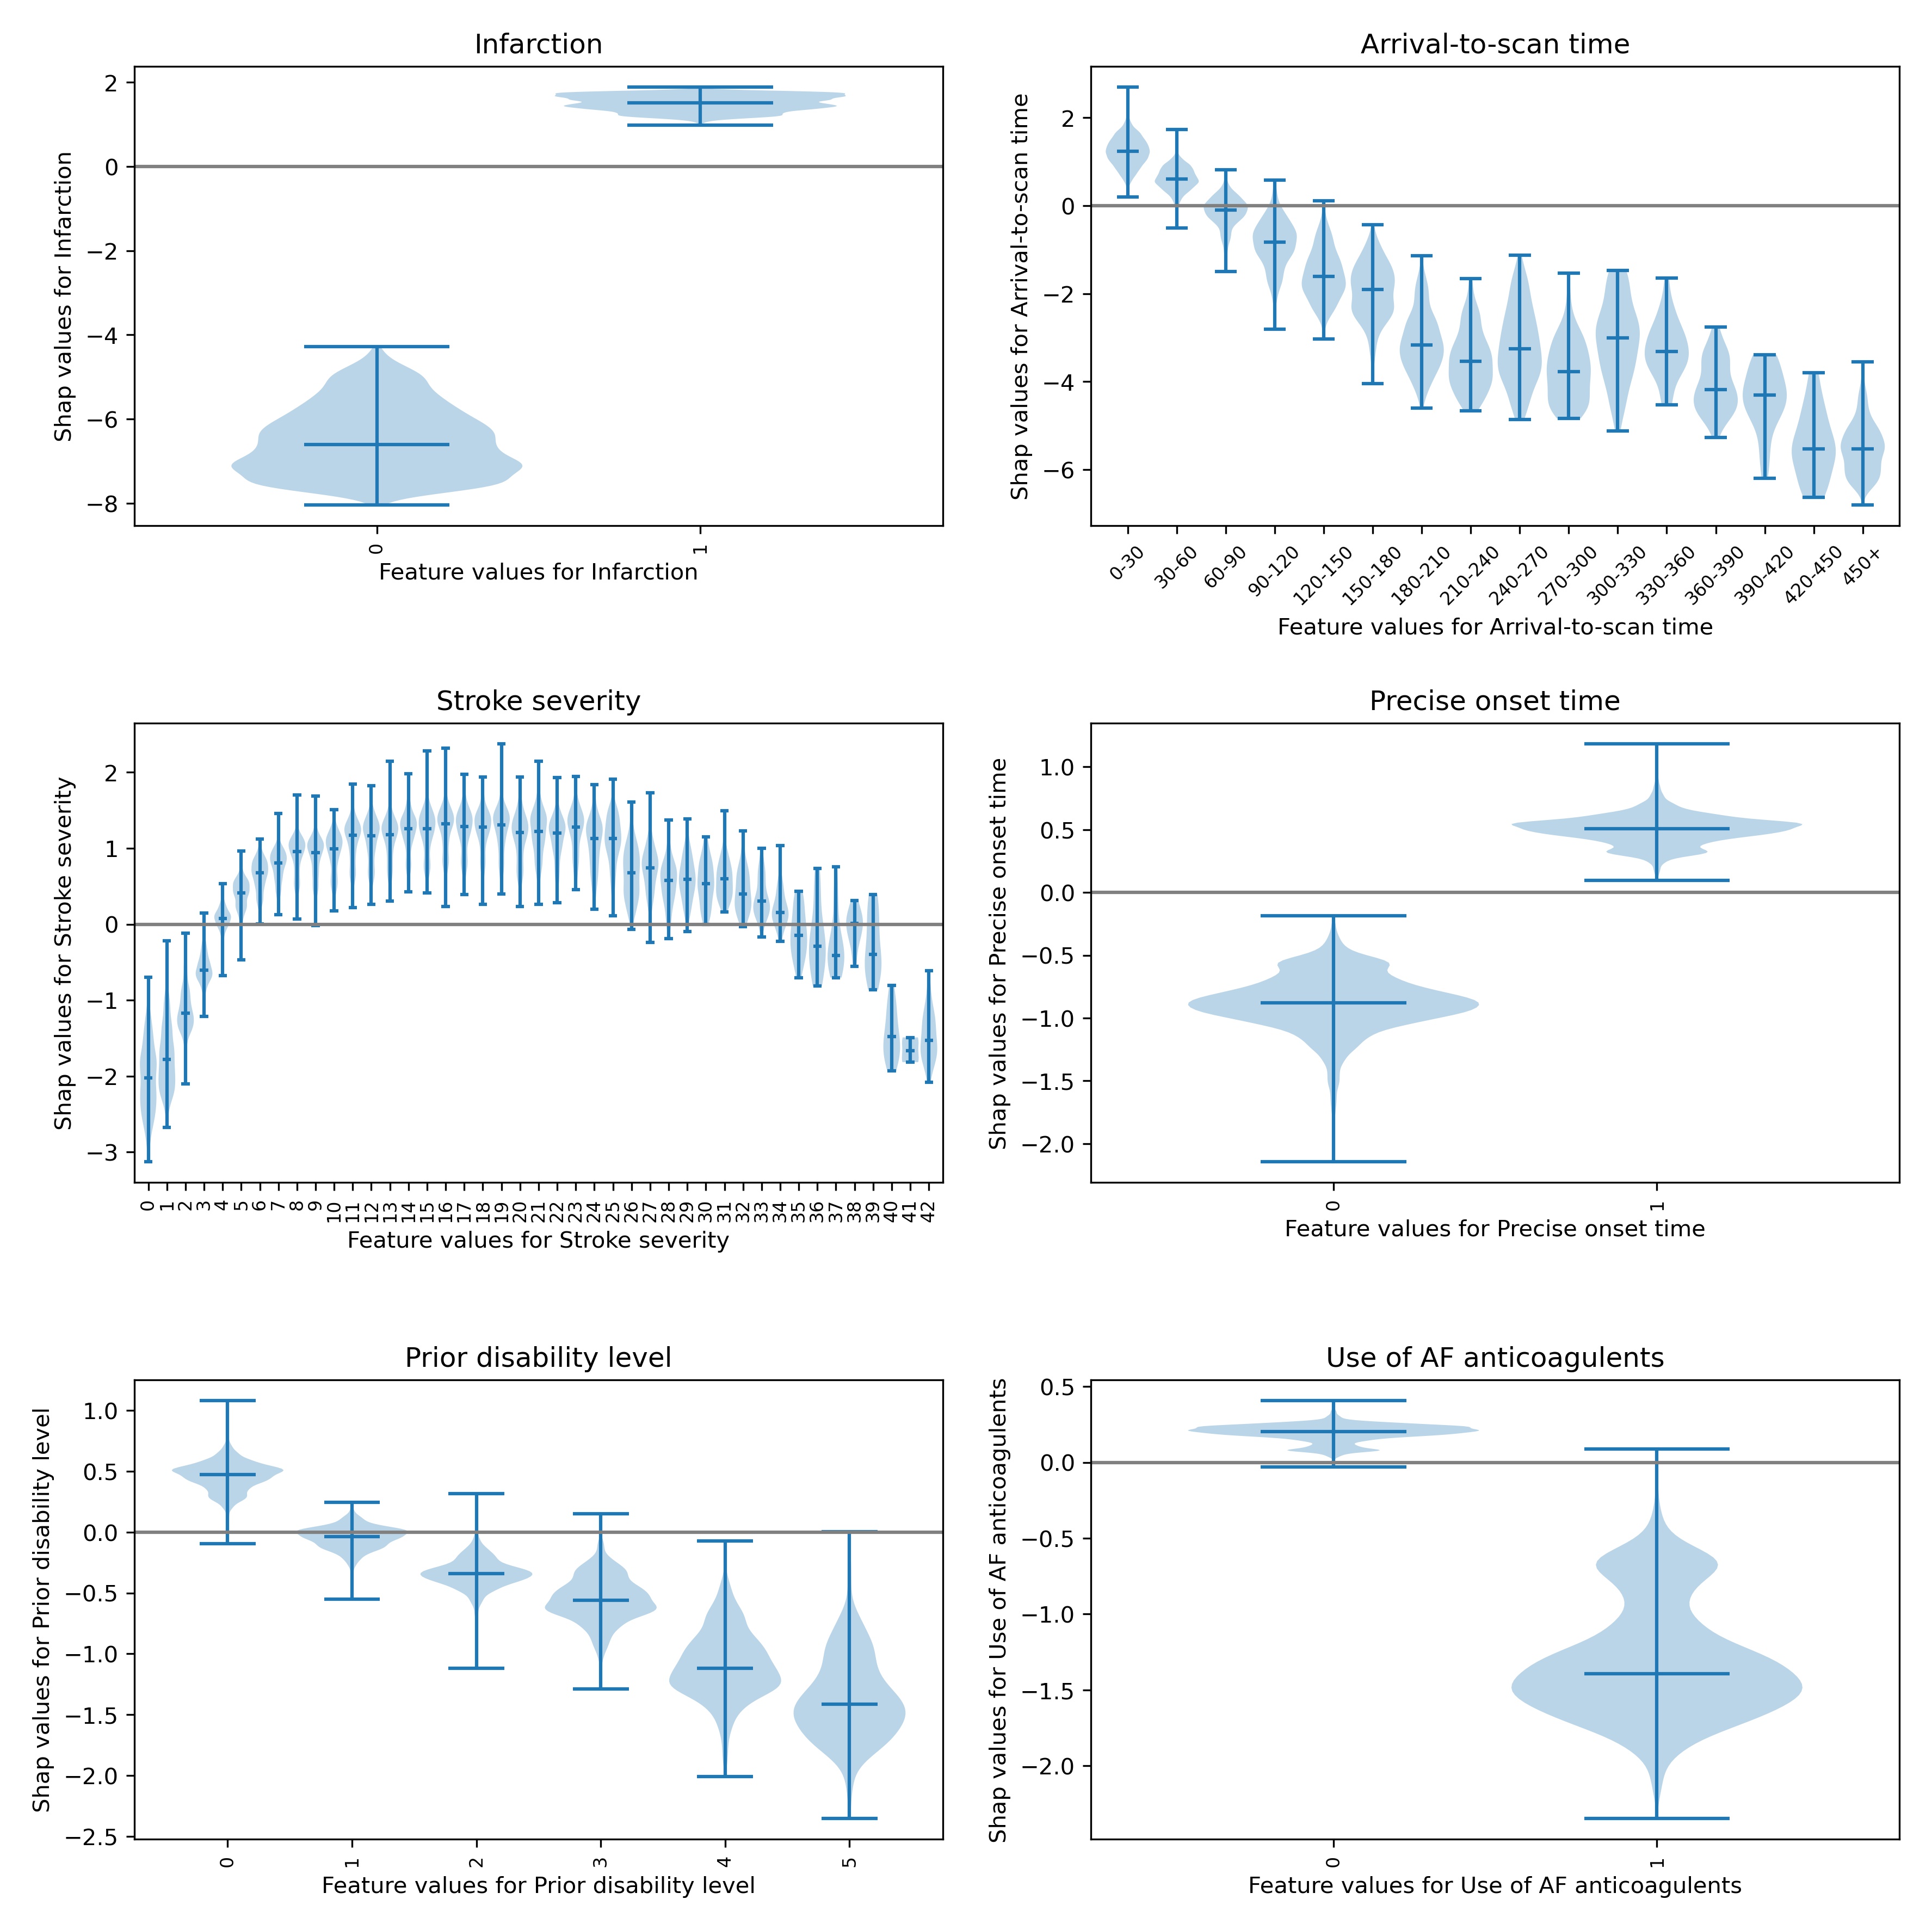 Infarction
Shap values for Infarction
2
0
−2
−4
−6
−8
0 1
Feature values for Infarction
Arrival-to-scan time
Shap values for Arrival-to-scan time
2
0
−2
−4
−6
0-30 30-60 60-90 90-120 120-150 150-180 180-210 210-240 240-270 270-300 300-330 330-360 360-390 390-420 420-450 450+
Feature values for Arrival-to-scan time
Stroke severity
Shap values for Stroke severity
2
1
0
−1
−2
−3
0 1 2 3 4 5 6 7 8 9 10 11 12 13 14 15 16 17 18 19 20 21 22 23 24 25 26 27 28 29 30 31 32 33 34 35 36 37 38 39 40 41 42
Feature values for Stroke severity
Precise onset time
Shap values for Precise onset time
1.0
0.5
0.0
−0.5
−1.0
−1.5
−2.0
0 1
Feature values for Precise onset time
Prior disability level
Shap values for Prior disability level
1.0
0.5
0.0
−0.5
−1.0
−1.5
−2.0
−2.5
0 1 2 3 4 5
Feature values for Prior disability level
Use of AF anticoagulents
Shap values for Use of AF anticoagulents
0.5
0.0
−0.5
−1.0
−1.5
−2.0
0 1
Feature values for Use of AF anticoagulents